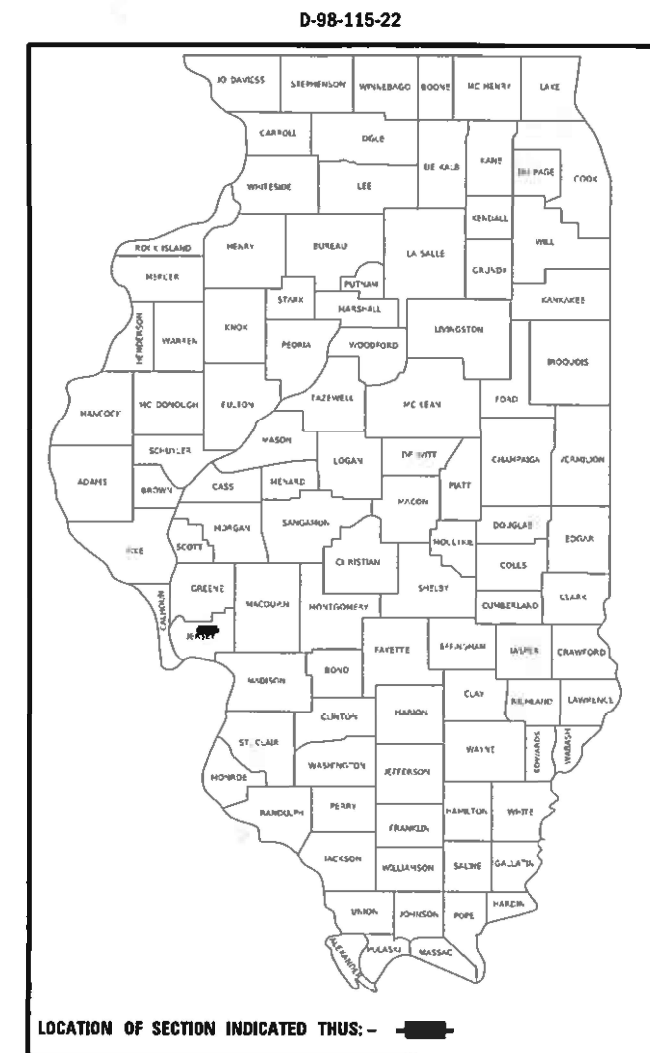 D-98-115-22
JO DAVIESS STEPHENSON WINNEBAGO BOONE MC HENRY LAKE
CARROLL OGLE
DE KALB KANE DU PAGE COOK
WHITESIDE LEE
KENDALL
ROCK ISLAND HENRY BUREAU LA SALLE WILL
MERCER GRUNDY
PUTNAM
STARK MARSHALL KANKAKEE
HENDERSON WARREN KNOX PEORIA WOODFORD LIVINGSTON
IROQUOIS
HANCOCK MC DONOUGH FULTON TAZEWELL MC LEAN FORD
MASON
SCHUYLER LOGAN DE WITT CHAMPAIGN VERMILION
ADAMS BROWN CASS MENARD PIATT
MACON
MORGAN SANGAMON DOUGLAS
PIKE SCOTT MOULTRIE EDGAR
CHRISTIAN COLES
GREENE SHELBY CLARK
CALHOUN MACOUPIN MONTGOMERY CUMBERLAND
JERSEY
FAYETTE EFFINGHAM JASPER CRAWFORD
MADISON BOND
CLAY RICHLAND LAWRENCE
CLINTON MARION
ST. CLAIR WAYNE EDWARDS WABASH
MONROE WASHINGTON JEFFERSON
RANDOLPH PERRY HAMILTON WHITE
FRANKLIN
JACKSON WILLIAMSON SALINE GALLATIN
UNION JOHNSON POPE HARDIN
ALEXANDER PULASKI MASSAC
LOCATION OF SECTION INDICATED THUS: –